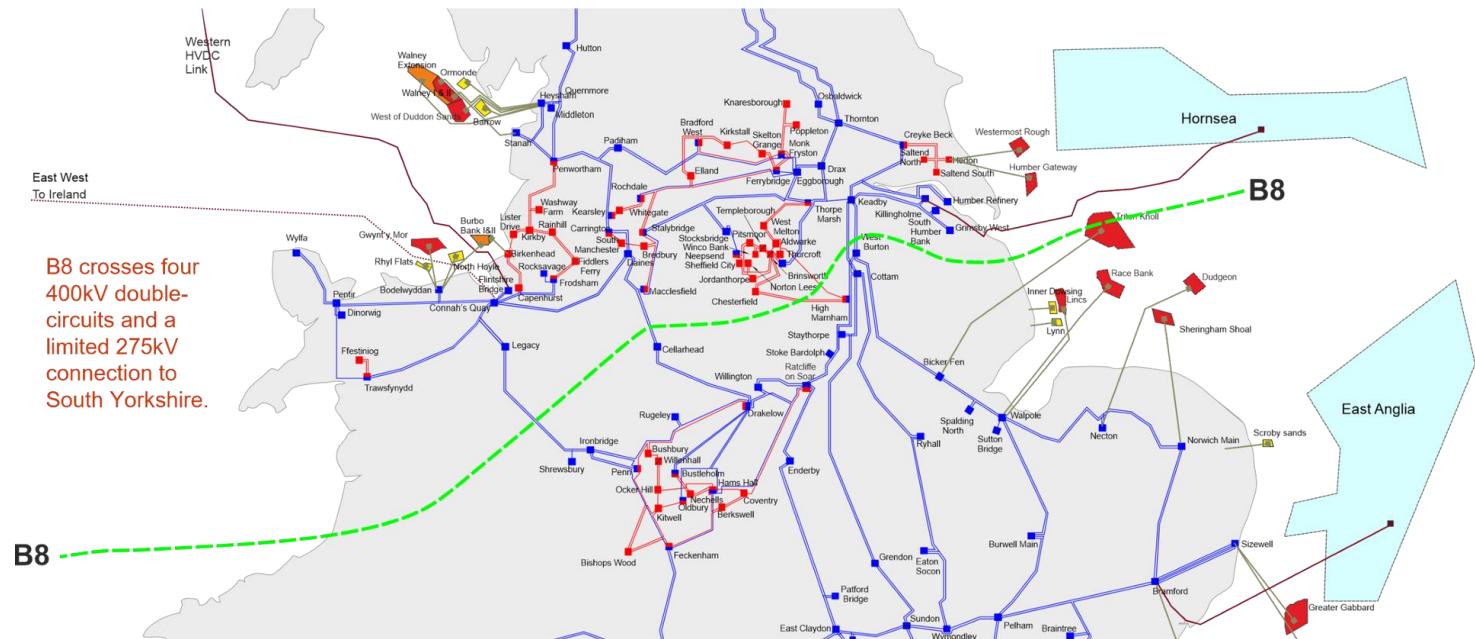 Western
HVDC
Link
East West
To Ireland
B8 crosses four
400kV double-
circuits and a
limited 275kV
connection to
South Yorkshire.
B8
B8
Hutton
Walney
Extension
Ormonde
Quernmore
Heysham
Walney I & II
Middleton
West of Duddon Sands
Barrow
Stanah
Padiham
Penwortham
Bradford
West
Kirkstall
Knaresborough
Poppleton
Skelton
Grange
Monk
Fryston
Osbaldwick
Thornton
Creyke Beck
Saltend
North
Hedon
Saltend South
Westermost Rough
Humber Gateway
Hornsea
Elland
Ferrybridge
Eggborough
Drax
Rochdale
Washway
Farm
Kearsley
Whitegate
Lister
Drive
Rainhill
Kirkby
Carrington
South
Manchester
Stalybridge
Templeborough
West
Melton
Thorpe
Marsh
Keadby
Killingholme
Humber Refinery
South
Humber
Bank
Grimsby West
Stocksbridge
Pitsmoor
Aldwarke
Winco Bank
Neepsend
Thurcroft
Sheffield City
Brinsworth
Jordanthorpe
Norton Lees
Chesterfield
West
Burton
Cottam
High
Marnham
Triton Knoll
Burbo
Bank I&II
Gwynt y Mor
Rhyl Flats
North Hoyle
Birkenhead
Rocksavage
Fiddlers
Ferry
Daines
Bredbury
Flintshire
Bridge
Frodsham
Capenhurst
Macclesfield
Wylfa
Bodelwyddan
Connah's Quay
Pentir
Dinorwig
Ffestiniog
Trawsfynydd
Legacy
Cellarhead
Staythorpe
Stoke Bardolph
Ratcliffe
on Soar
Willington
Drakelow
Rugeley
Inner Dowsing
Lincs
Lynn
Race Bank
Dudgeon
Sheringham Shoal
Bicker Fen
Spalding
North
Walpole
Sutton
Bridge
Necton
Norwich Main
Scroby sands
East Anglia
Ironbridge
Shrewsbury
Penn
Bushbury
Willenhall
Bustleholm
Ocker Hill
Hams Hall
Nechells
Oldbury
Coventry
Kitwell
Berkswell
Bishops Wood
Feckenham
Enderby
Ryhall
Grendon
Eaton
Socon
Burwell Main
Patford
Bridge
East Claydon
Sundon
Wymondley
Pelham
Braintree
Bramford
Sizewell
Greater Gabbard